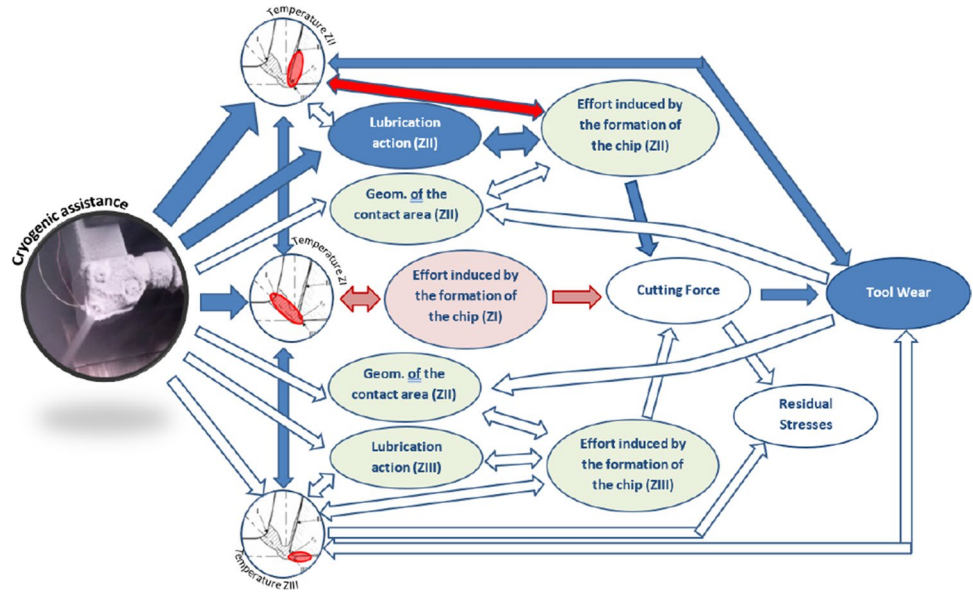 Temperature ZII
Effort induced by
the formation of
the chip (ZII)
Lubrication
action (ZII)
Geom. of the
contact area (ZII)
Cryogenic assistance
Temperature ZI
Effort induced by
the formation of
the chip (ZI)
Cutting Force
Tool Wear
Geom. of the
contact area (ZII)
Residual
Stresses
Lubrication
action (ZIII)
Effort induced by
the formation of
the chip (ZIII)
Temperature ZIII